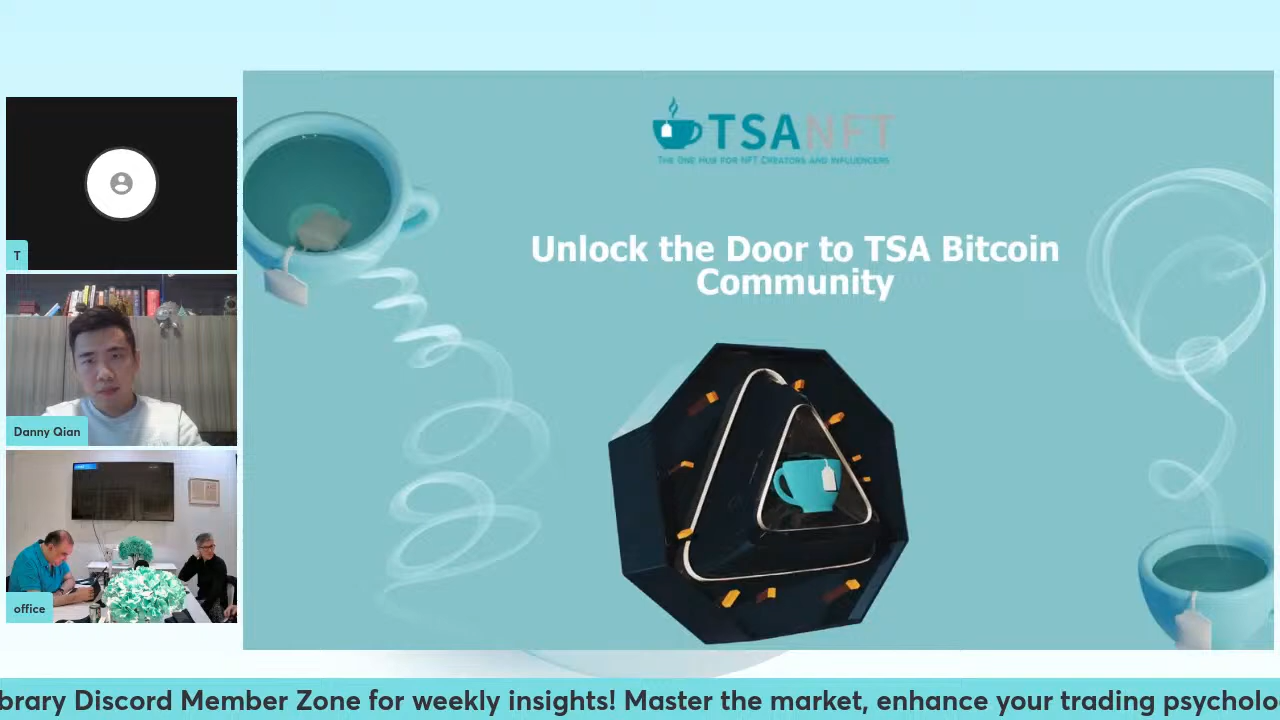 TSANFT
THE ONE HUB FOR NFT CREATORS AND INFLUENCERS
Unlock the Door to TSA Bitcoin
Community
T
Danny Qian
office
brary Discord Member Zone for weekly insights! Master the market, enhance your trading psycholo